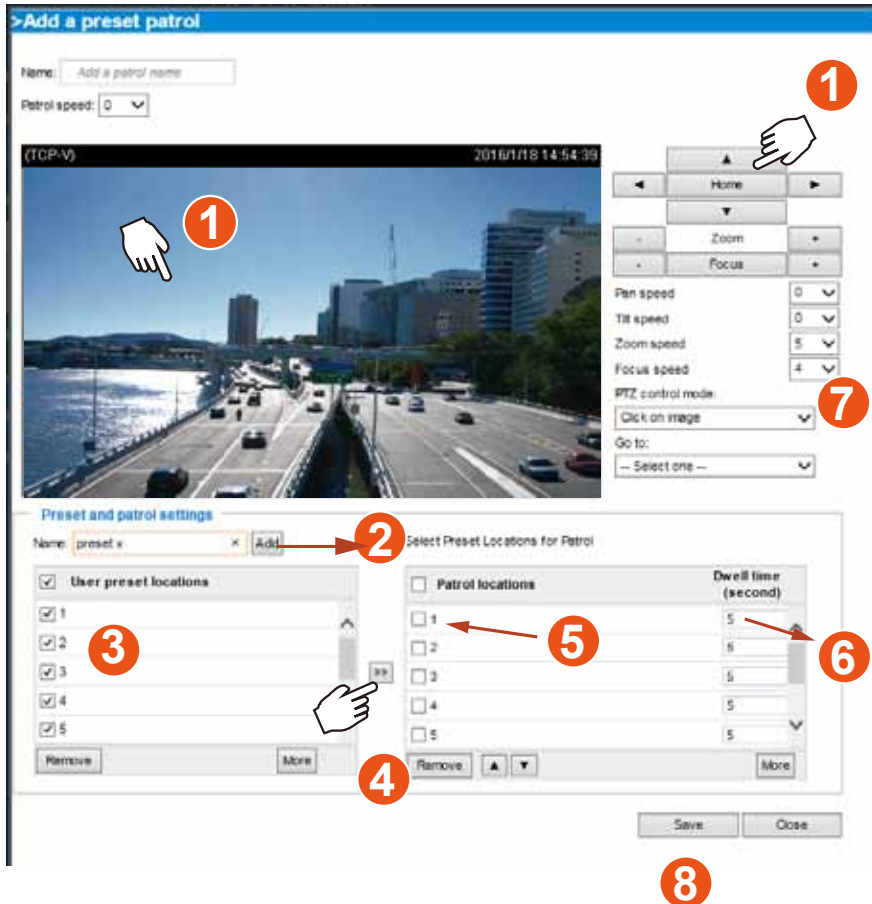 >Add a preset patrol
Name: Add a patrol name
Patrol speed: 0
1
(TCP-V) 2016/1/18 14:54:39
1
▲
◄ Home ►
▼
- Zoom +
- Focus +
Pan speed 0
Tilt speed 0
Zoom speed 5
Focus speed 4
PTZ control mode:
7
Click on image
Go to:
-- Select one --
Preset and patrol settings
Name: preset x × Add
2
Select Preset Locations for Patrol
User preset locations
1
2
3
4
5
3
Remove More
>>
4
Patrol locations Dwell time (second)
1 5
2 5
3 5
4 5
5 5
5
6
Remove ▲ ▼ More
Save Close
8